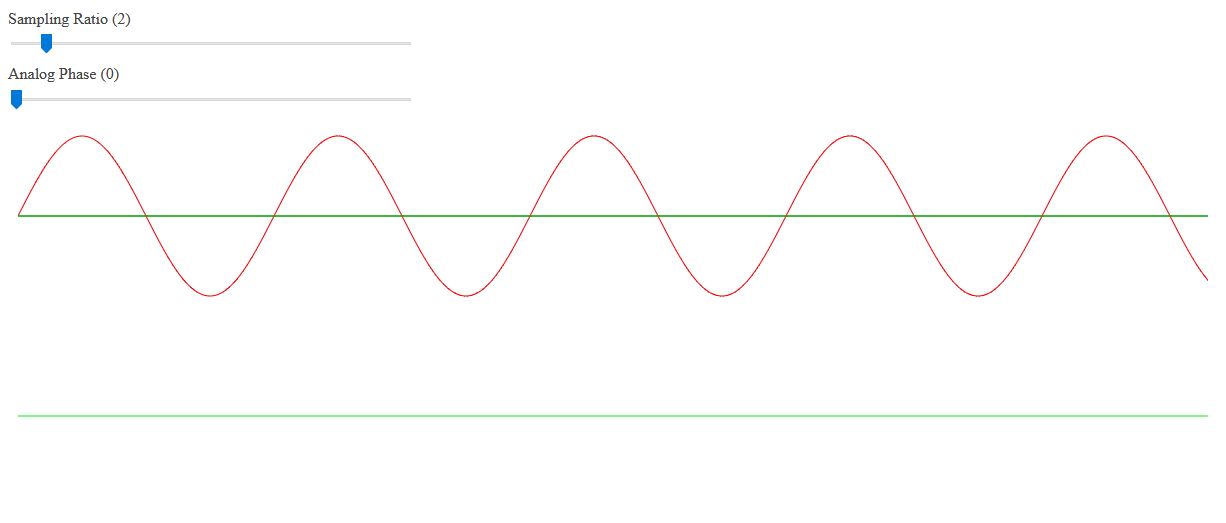 Sampling Ratio (2)
Analog Phase (0)